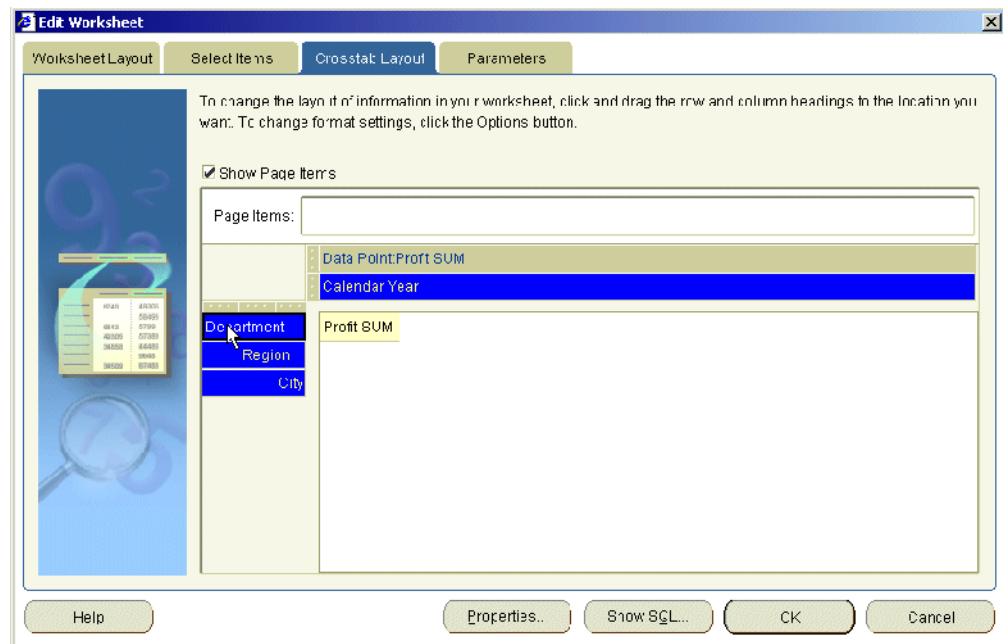 Edit Worksheet
Worksheet Layout Select Items Crosstab Layout Parameters
To change the layout of information in your worksheet, click and drag the row and column headings to the location you
want. To change format settings, click the Options button.
Show Page Items
Page Items:
Data Point:Profit SUM
Calendar Year
Department Profit SUM
Region
City
Help Properties.. Show SQL... OK Cancel